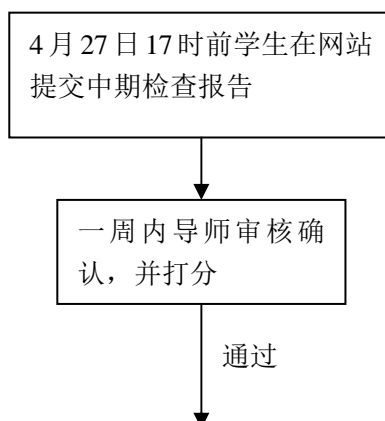 4月27日17时前学生在网站
提交中期检查报告
一周内导师审核确
认，并打分
通过